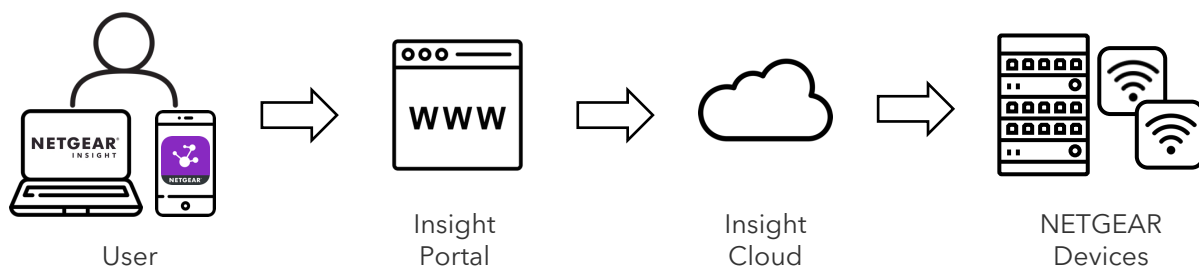 NETGEAR
INSIGHT
NETGEAR
User
WWW
Insight
Portal
Insight
Cloud
NETGEAR
Devices